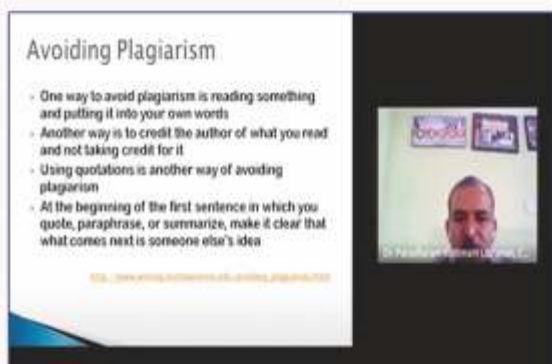 Avoiding Plagiarism
One way to avoid plagiarism is reading something
and putting it into your own words
Another way is to credit the author of what you read
and not taking credit for it
Using quotations is another way of avoiding
plagiarism
At the beginning of the first sentence in which you
quote, paraphrase, or summarize, make it clear that
what comes next is someone else's idea